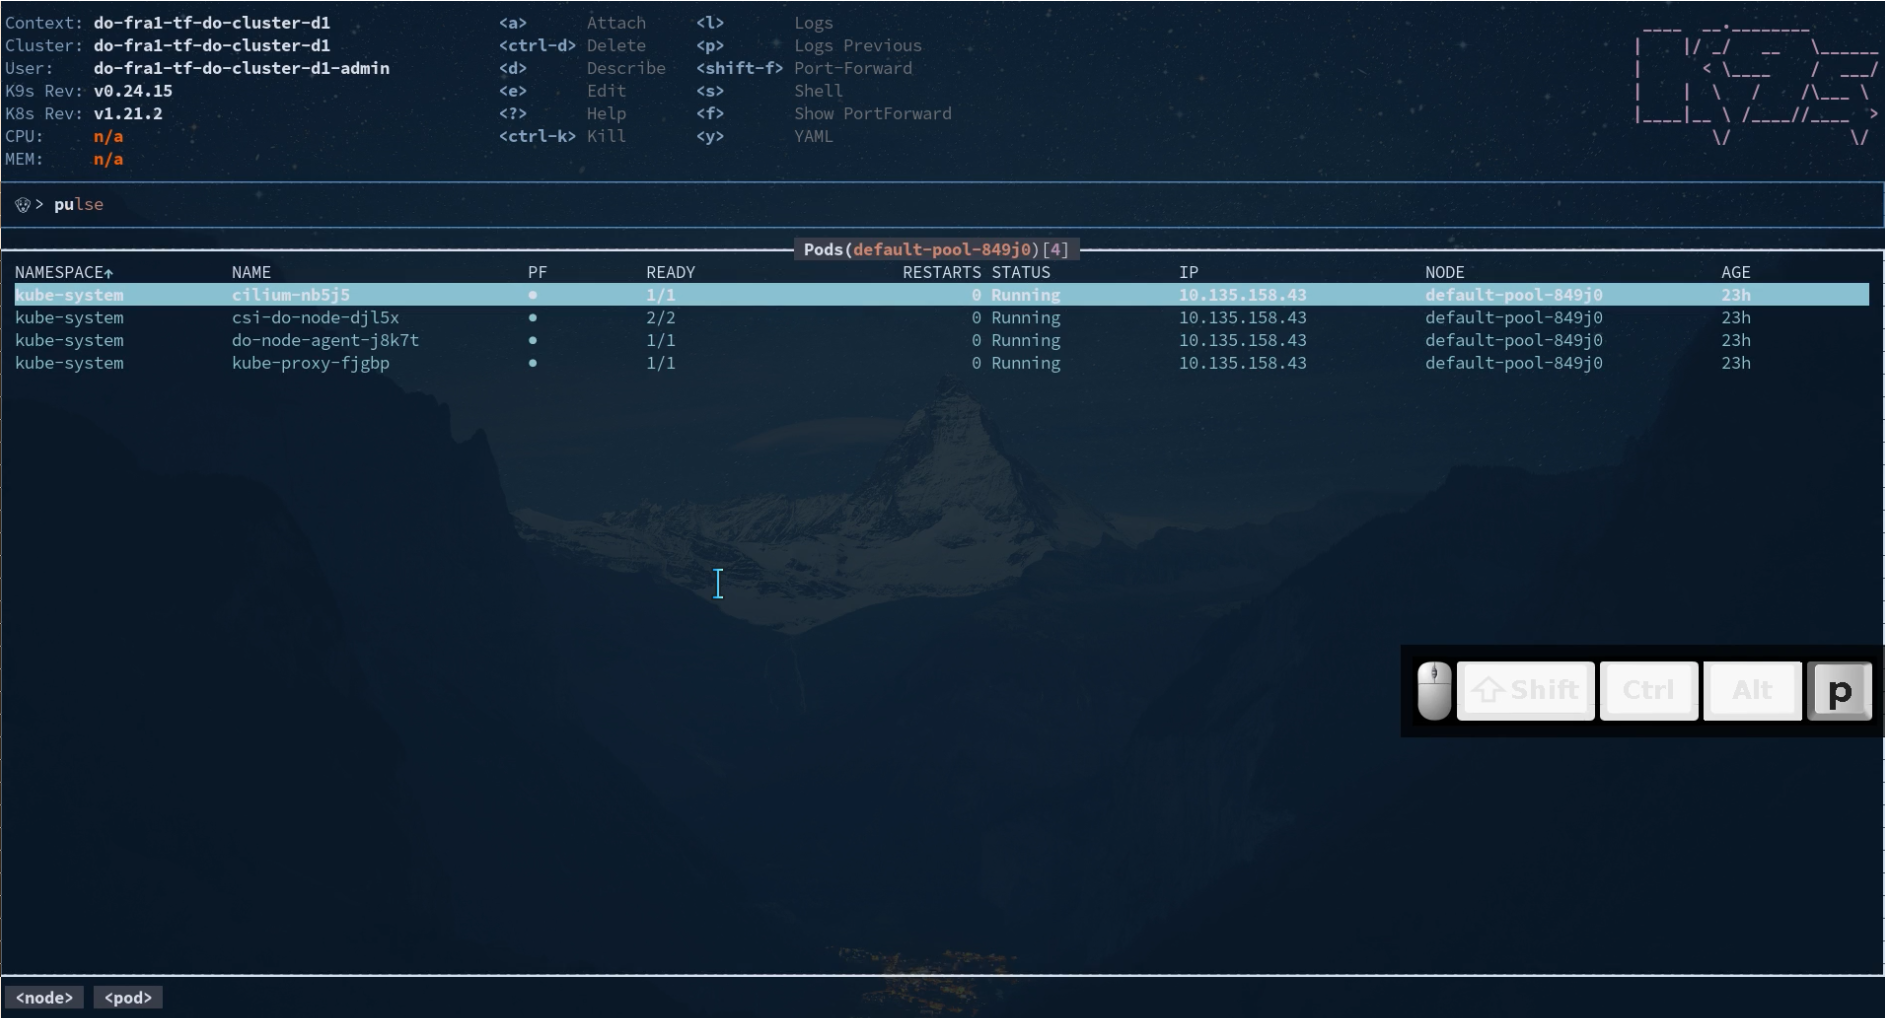 Context: do-fra1-tf-do-cluster-d1 <a> Attach <l> Logs
Cluster: do-fra1-tf-do-cluster-d1 <ctrl-d> Delete <p> Logs Previous
User: do-fra1-tf-do-cluster-d1-admin <d> Describe <shift-f> Port-Forward
K9s Rev: v0.24.15 <e> Edit <s> Shell
K8s Rev: v1.21.2 <?> Help <f> Show PortForward
CPU: n/a <ctrl-k> Kill <y> YAML
MEM: n/a
K9s
> pulse
Pods(default-pool-849j0)[4]
NAMESPACE↑ NAME PF READY RESTARTS STATUS IP NODE AGE
kube-system cilium-nb5j5 ● 1/1 0 Running 10.135.158.43 default-pool-849j0 23h
kube-system csi-do-node-djl5x ● 2/2 0 Running 10.135.158.43 default-pool-849j0 23h
kube-system do-node-agent-j8k7t ● 1/1 0 Running 10.135.158.43 default-pool-849j0 23h
kube-system kube-proxy-fjgbp ● 1/1 0 Running 10.135.158.43 default-pool-849j0 23h
Shift Ctrl Alt p
<node> <pod>